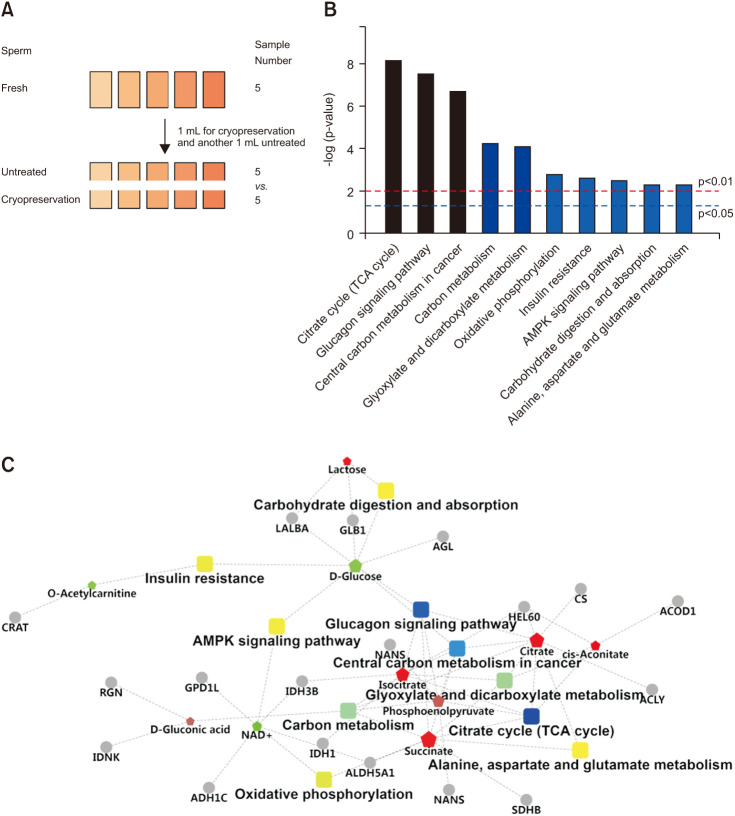 A
Sperm
Sample
Number
Fresh
5
1 mL for cryopreservation
and another 1 mL untreated
Untreated
5
vs.
Cryopreservation
5
B
-log (p-value)
8
6
4
2
0
p<0.01
p<0.05
Citrate cycle (TCA cycle)
Glucagon signaling pathway
Central carbon metabolism in cancer
Carbon metabolism
Glyoxylate and dicarboxylate metabolism
Oxidative phosphorylation
Insulin resistance
AMPK signaling pathway
Carbohydrate digestion and absorption
Alanine, aspartate and glutamate metabolism
C
Lactose
Carbohydrate digestion and absorption
LALBA
GLB1
AGL
Insulin resistance
D-Glucose
O-Acetylcarnitine
CRAT
Glucagon signaling pathway
HEL60
CS
ACOD1
AMPK signaling pathway
NANS
Citrate
cis-Aconitate
Central carbon metabolism in cancer
RGN
GPD1L
IDH3B
Isocitrate
Glyoxylate and dicarboxylate metabolism
ACLY
Phosphoenolpyruvate
D-Gluconic acid
NAD+
Carbon metabolism
Citrate cycle (TCA cycle)
IDNK
IDH1
Succinate
Alanine, aspartate and glutamate metabolism
ALDH5A1
ADH1C
Oxidative phosphorylation
NANS
SDHB